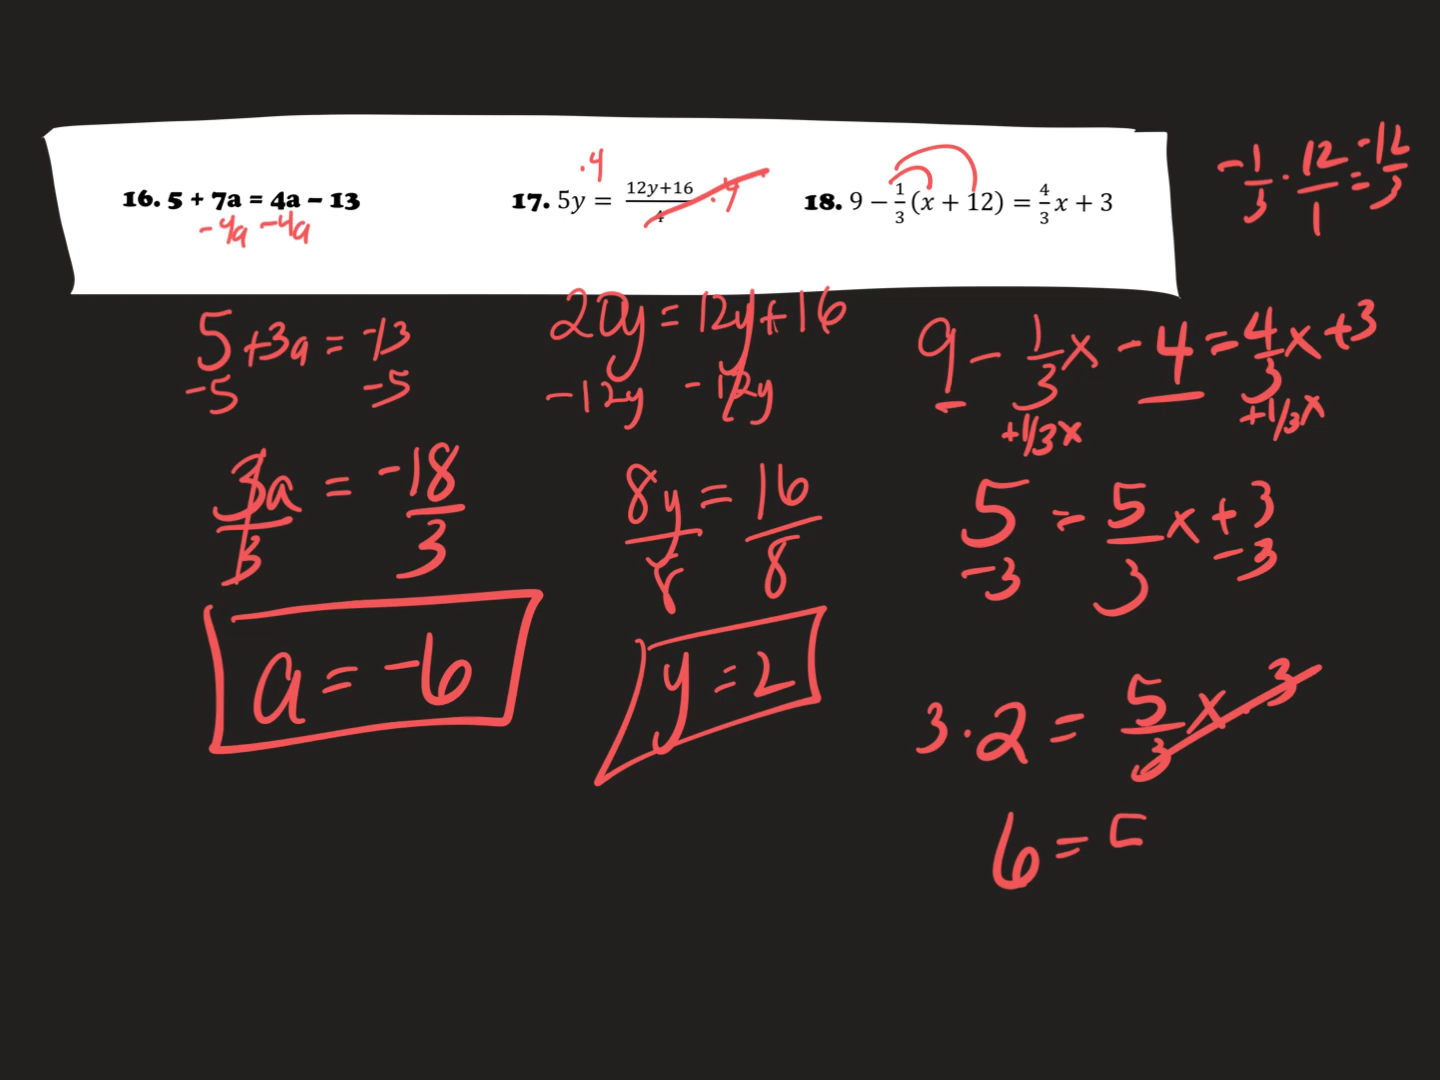 16. 5 + 7a = 4a – 13
-4a -4a
5 + 3a = -13
-5 -5
3a/3 = -18/3
a = -6
·4 ·4
17. 5y = (12y+16)/4
20y = 12y + 16
-12y -12y
8y/8 = 16/8
y = 2
18. 9 − 1/3(x + 12) = 4/3x + 3
-1/3 · 12/1 = -12/3
9 - 1/3x - 4 = 4/3x + 3
+1/3x +1/3x
5 = 5/3x + 3
-3 -3
3 · 2 = 5/3x · 3
6 = 5